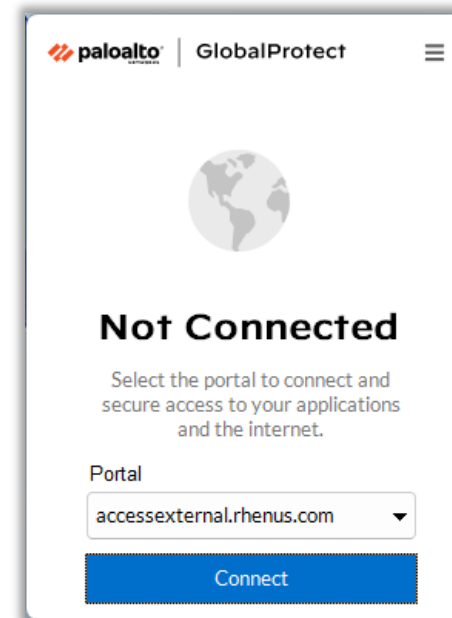 paloalto | GlobalProtect
NETWORKS
Not Connected
Select the portal to connect and
secure access to your applications
and the internet.
Portal
accessexternal.rhenus.com
Connect